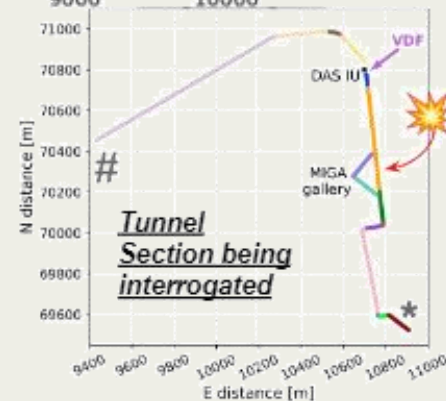 9600 10000
71000
VDF
70800
DAS IU
70600
70400
#
MIGA
gallery
70200
Tunnel
Section being
interrogated
70000
69800
69600
*
9400 9600 9800 10000 10200 10400 10600 10800 11000
E distance [m]
N distance [m]